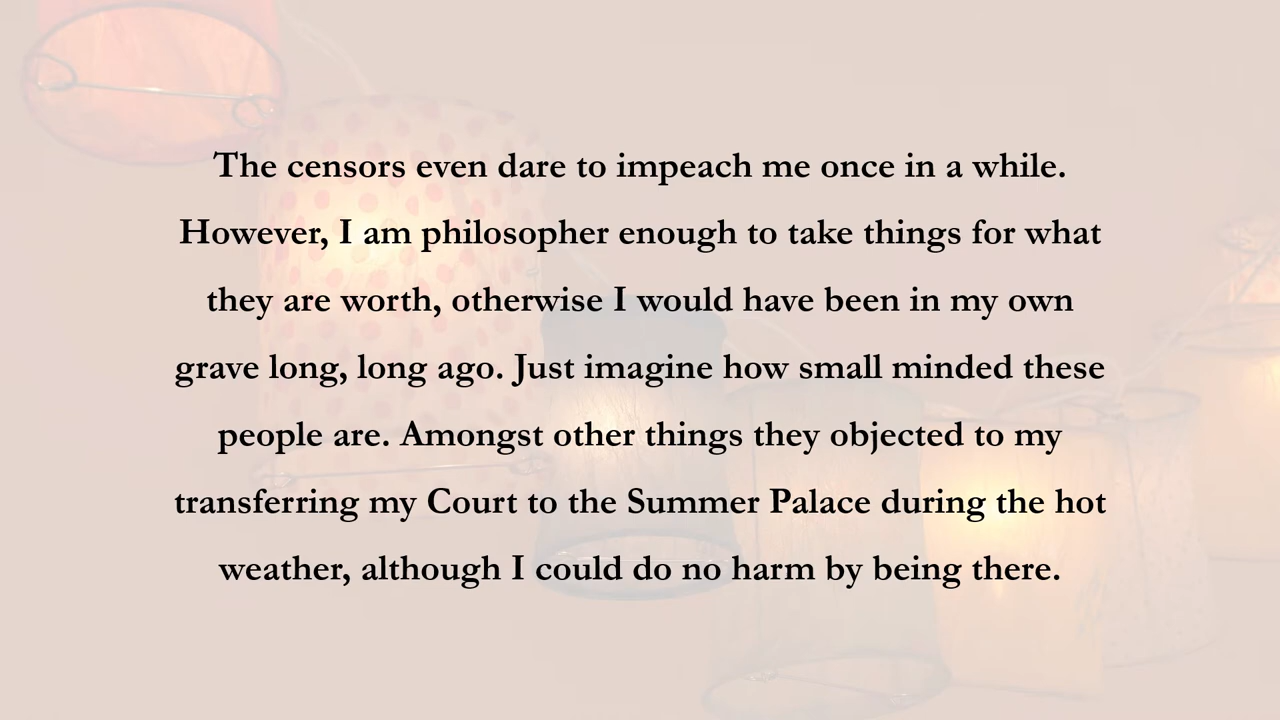 The censors even dare to impeach me once in a while.
However, I am philosopher enough to take things for what
they are worth, otherwise I would have been in my own
grave long, long ago. Just imagine how small minded these
people are. Amongst other things they objected to my
transferring my Court to the Summer Palace during the hot
weather, although I could do no harm by being there.